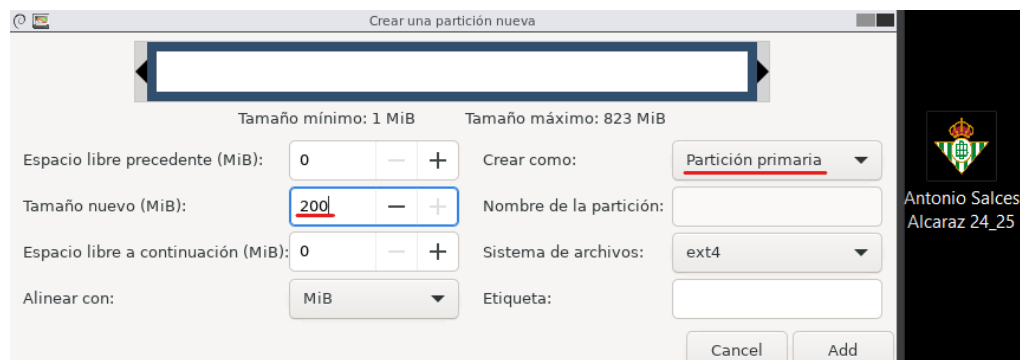 Crear una partición nueva
Tamaño mínimo: 1 MiB Tamaño máximo: 823 MiB
Espacio libre precedente (MiB): 0 Crear como: Partición primaria
Tamaño nuevo (MiB): 200 Nombre de la partición:
Espacio libre a continuación (MiB): 0 Sistema de archivos: ext4
Alinear con: MiB Etiqueta:
Cancel Add
Antonio Salces
Alcaraz 24_25